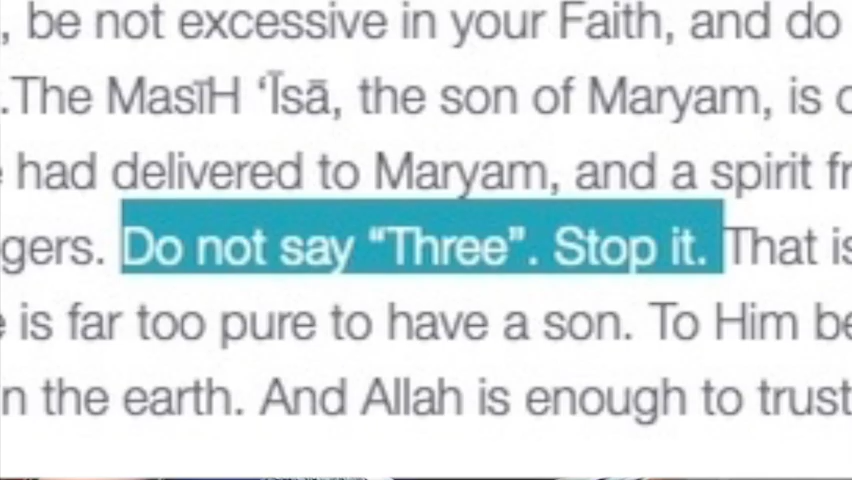 , be not excessive in your Faith, and do
.The MasīH ‘Īsā, the son of Maryam, is
had delivered to Maryam, and a spirit
gers. Do not say “Three”. Stop it. That is
is far too pure to have a son. To Him be
n the earth. And Allah is enough to trust